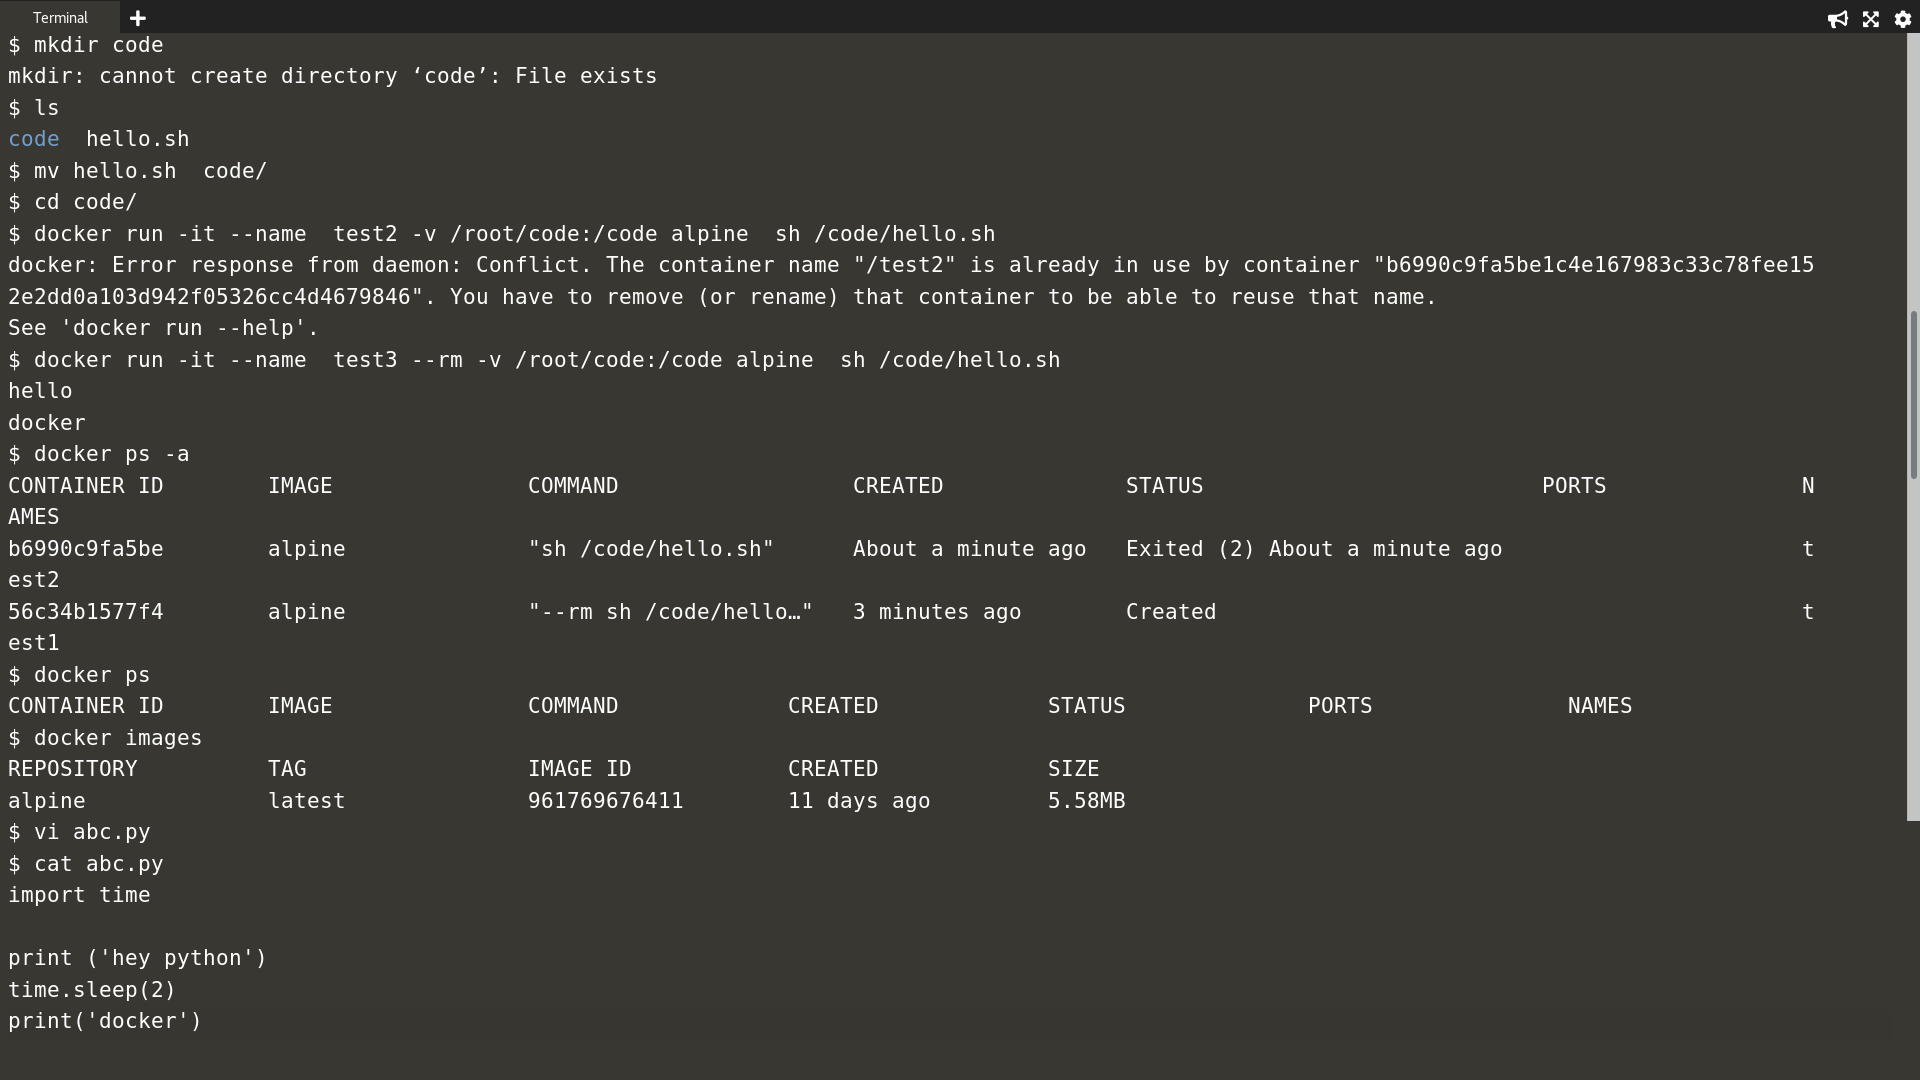 Terminal
$ mkdir code
mkdir: cannot create directory ‘code’: File exists
$ ls
code  hello.sh
$ mv hello.sh  code/
$ cd code/
$ docker run -it --name  test2 -v /root/code:/code alpine  sh /code/hello.sh
docker: Error response from daemon: Conflict. The container name "/test2" is already in use by container "b6990c9fa5be1c4e167983c33c78fee15
2e2dd0a103d942f05326cc4d4679846". You have to remove (or rename) that container to be able to reuse that name.
See 'docker run --help'.
$ docker run -it --name  test3 --rm -v /root/code:/code alpine  sh /code/hello.sh
hello
docker
$ docker ps -a
CONTAINER ID        IMAGE               COMMAND                  CREATED              STATUS                          PORTS               N
AMES
b6990c9fa5be        alpine              "sh /code/hello.sh"      About a minute ago   Exited (2) About a minute ago                       t
est2
56c34b1577f4        alpine              "--rm sh /code/hello…"   3 minutes ago        Created                                             t
est1
$ docker ps
CONTAINER ID        IMAGE               COMMAND             CREATED             STATUS              PORTS               NAMES
$ docker images
REPOSITORY          TAG                 IMAGE ID            CREATED             SIZE
alpine              latest              961769676411        11 days ago         5.58MB
$ vi abc.py
$ cat abc.py
import time

print ('hey python')
time.sleep(2)
print('docker')